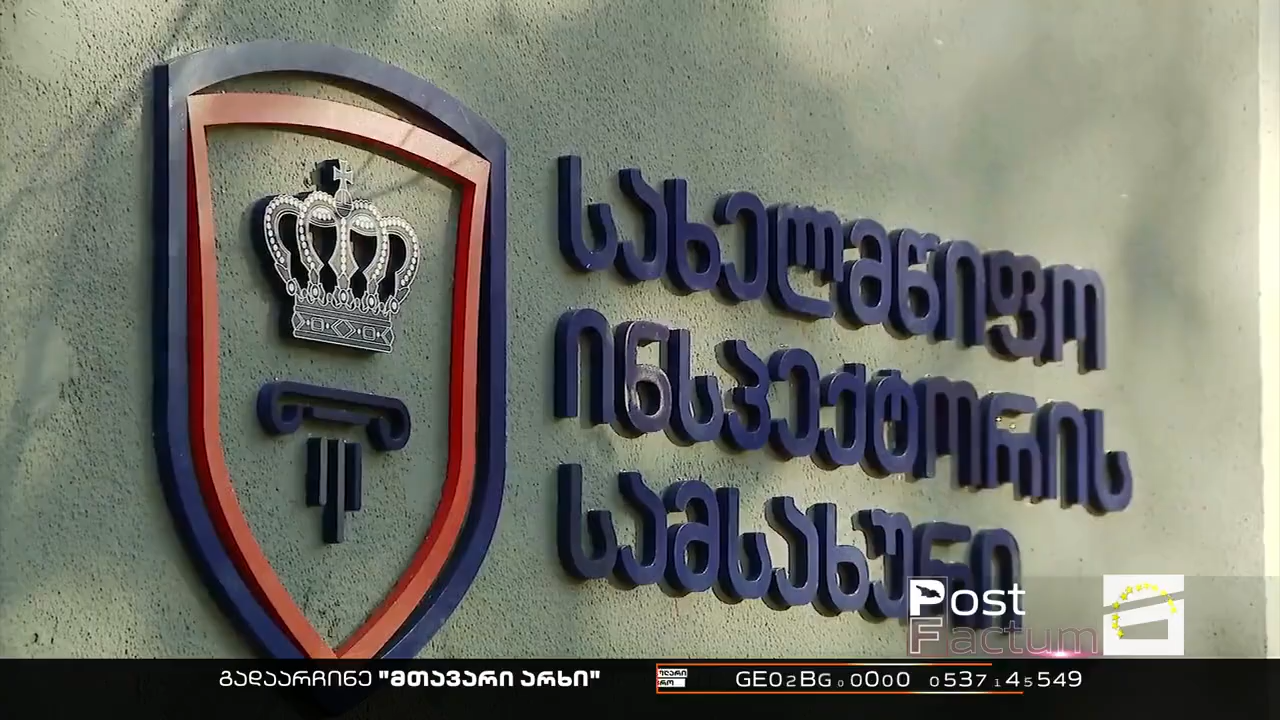 სახელმწიფო
ინსპექტორის
სამსახური
Post
Factum
გადაარჩინე "მთავარი არხი"
GE02BG0000000537145549